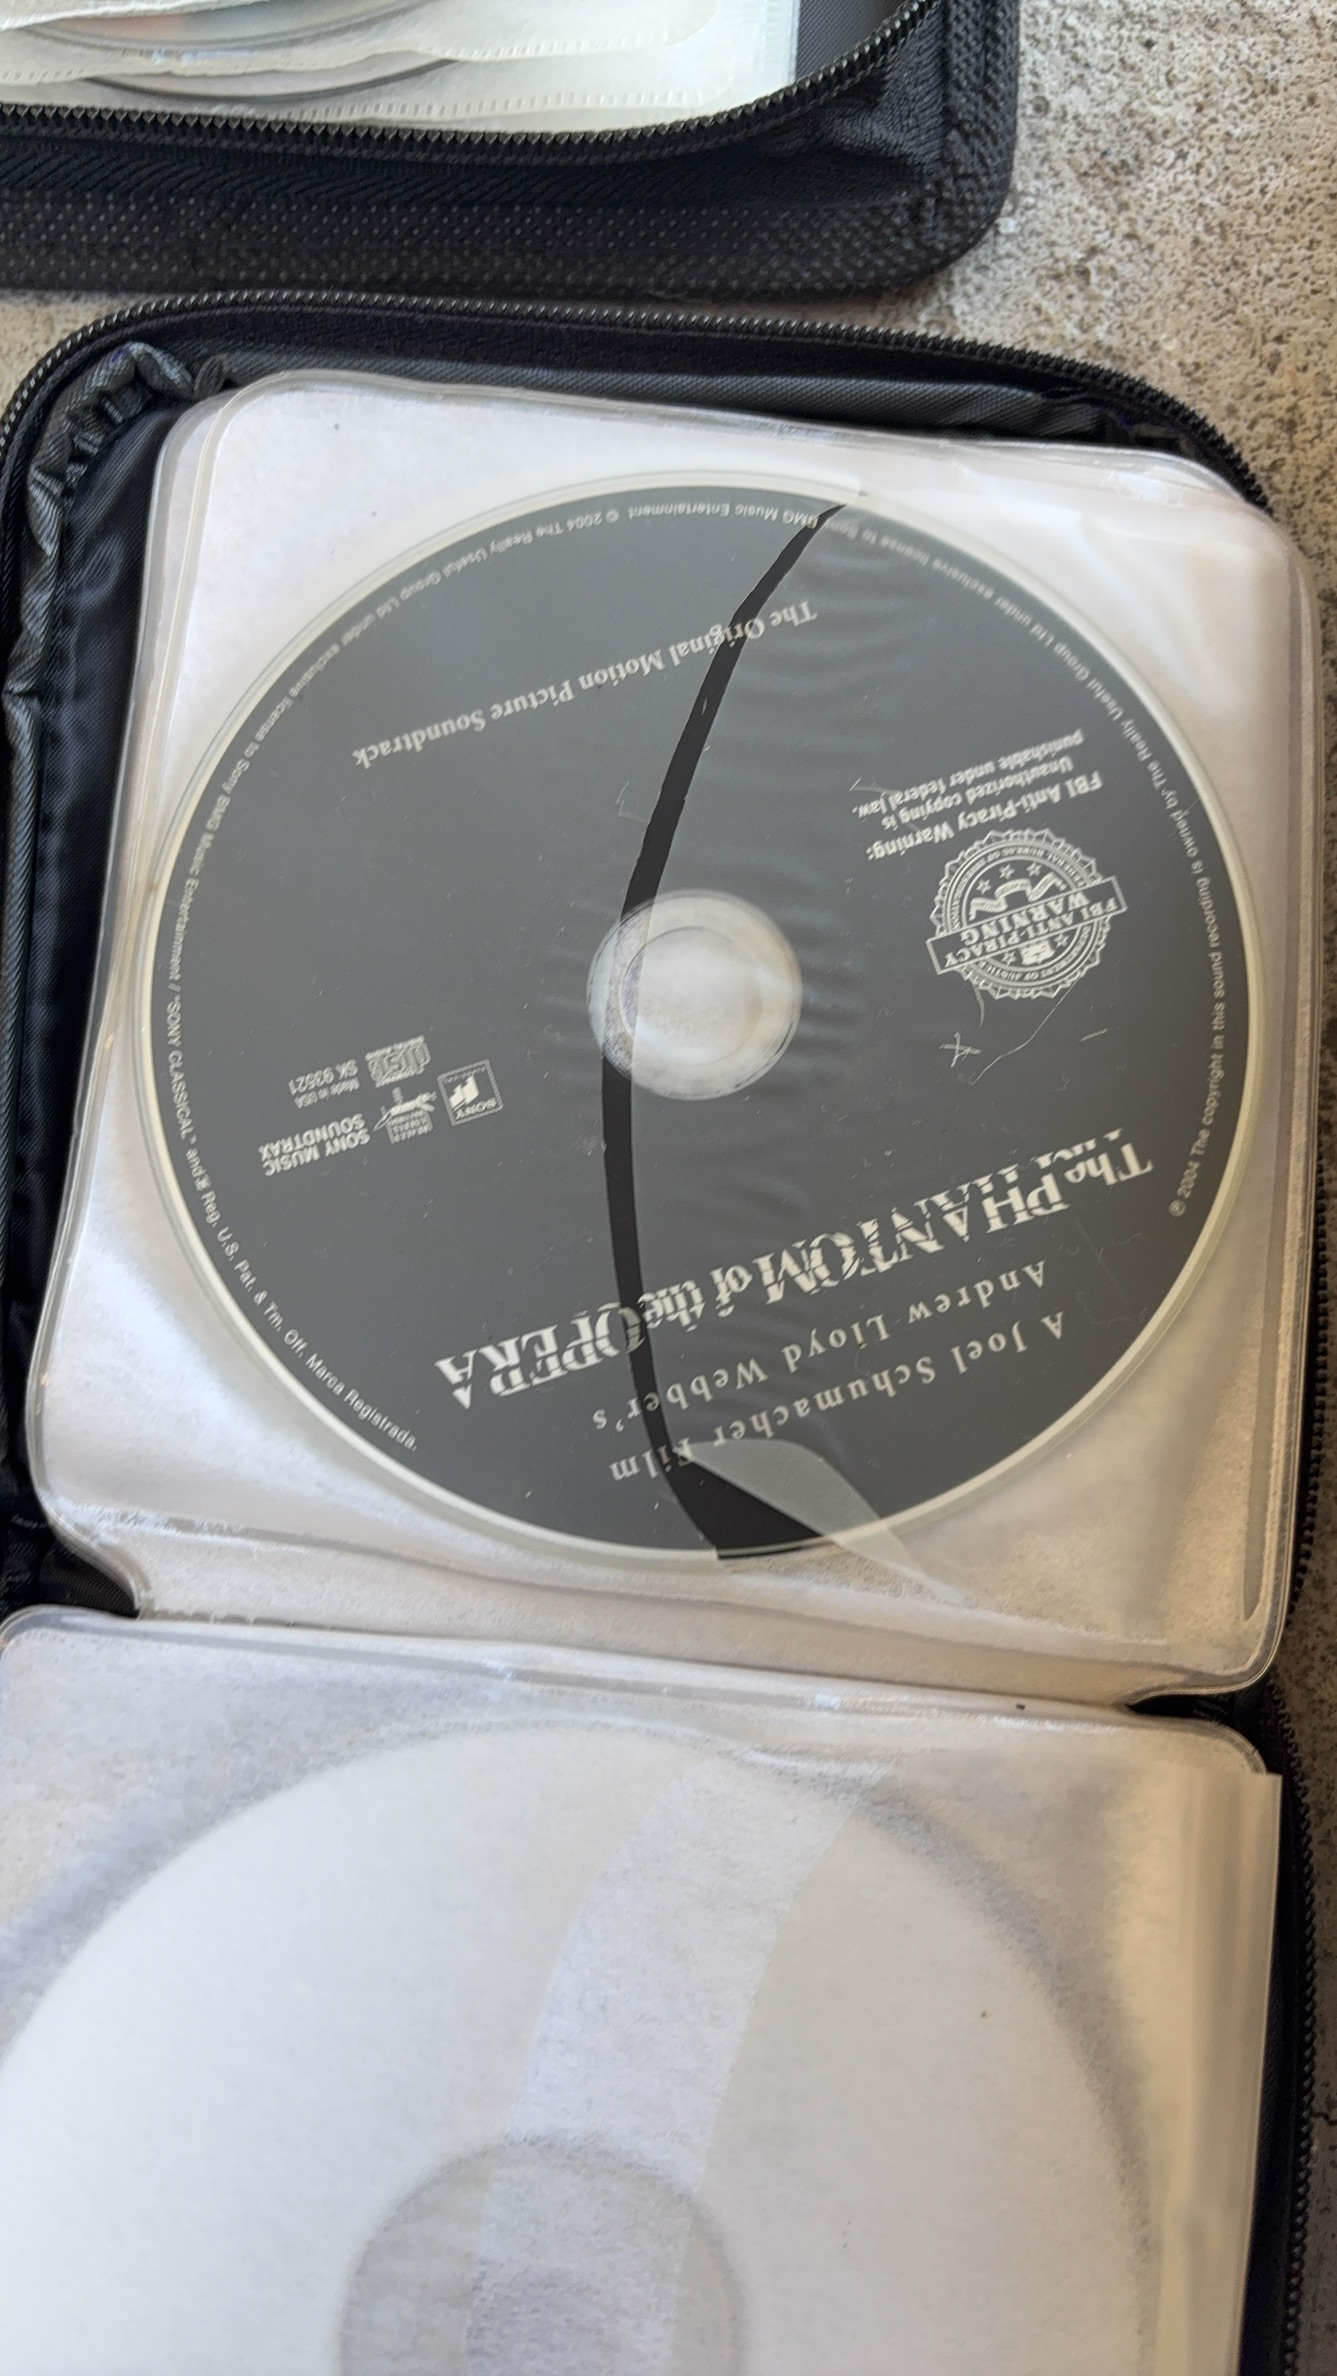 A Joel Schumacher Film
Andrew Lloyd Webber's
The PHANTOM of the OPERA
FBI ANTI-PIRACY
WARNING
FBI Anti-Piracy Warning:
Unauthorized copying is
punishable under federal law.
SONY
SONY MUSIC
SOUNDTRAX
COMPACT
disc
DIGITAL AUDIO
Made in USA
SK 93521
The Original Motion Picture Soundtrack
℗ 2004 The copyright in this sound recording is owned by The Really Useful Group Ltd under exclusive license to Sony BMG Music Entertainment © 2004 The Really Useful Group Ltd under exclusive license to Sony BMG Music Entertainment / "SONY CLASSICAL" and Reg. U.S. Pat. & Tm. Off. Marca Registrada.